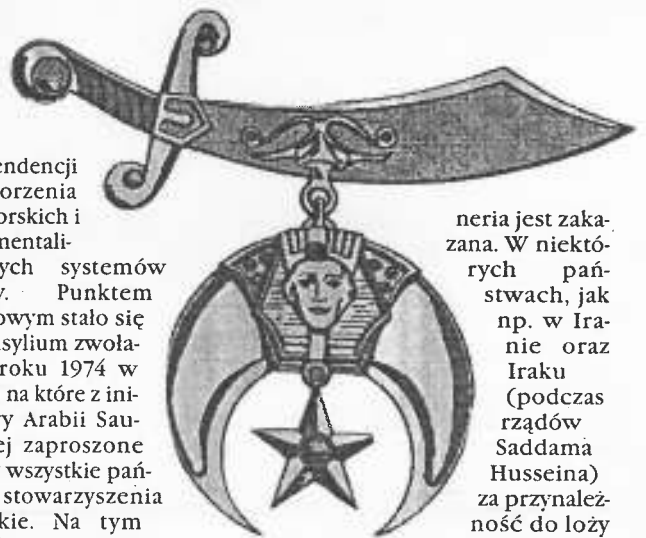 endencji
orzenia
orskich i
mentali-
ych systemów
v. Punktem
owym stało się
sylium zwoła-
roku 1974 w
na które z ini-
ry Arabii Sau-
ej zaproszone
wszystkie pań-
stowarzyszenia
kie. Na tym
neria jest zaka-
zana. W niektó-
rych pań-
stwach, jak
np. w Ira-
nie oraz
Iraku
(podczas
rządów
Saddama
Husseina)
za przynależ-
ność do loży